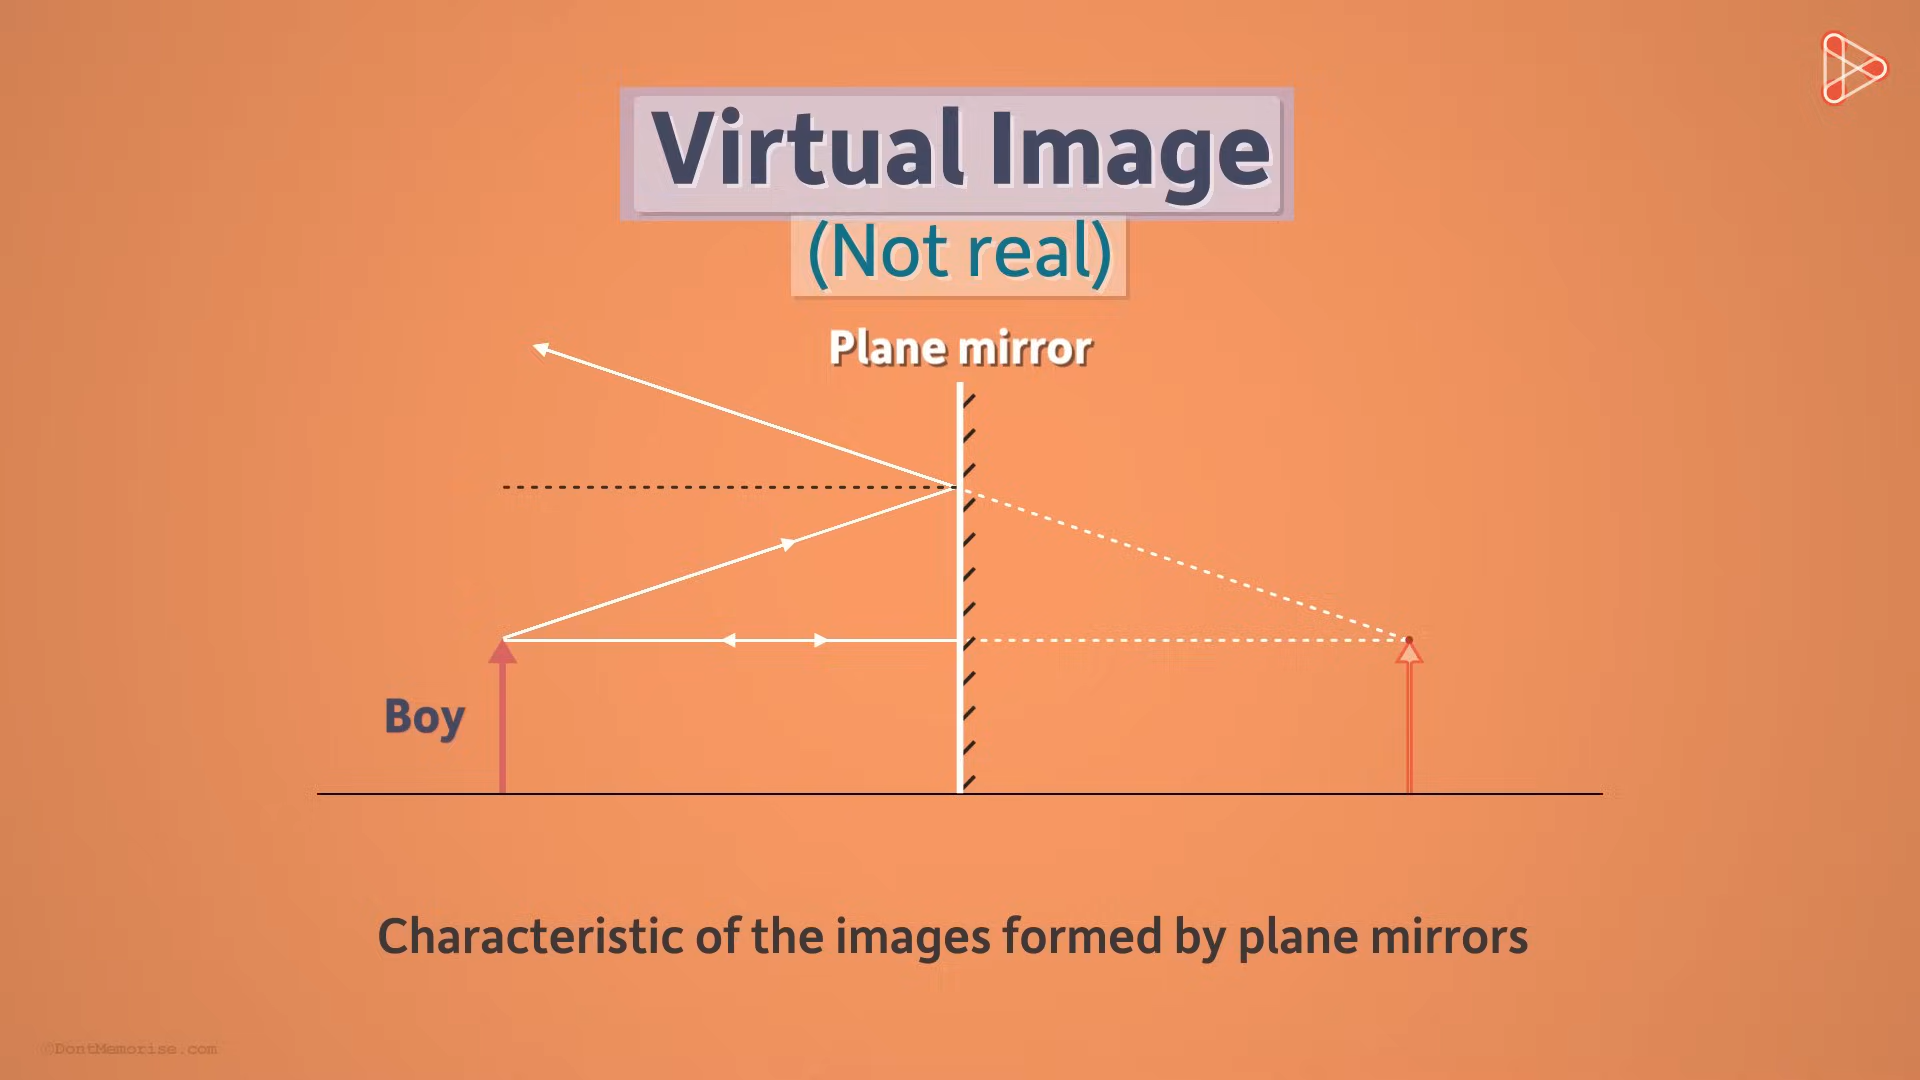 Virtual Image
(Not real)
Plane mirror
Boy
Characteristic of the images formed by plane mirrors
©DontMemorise.com